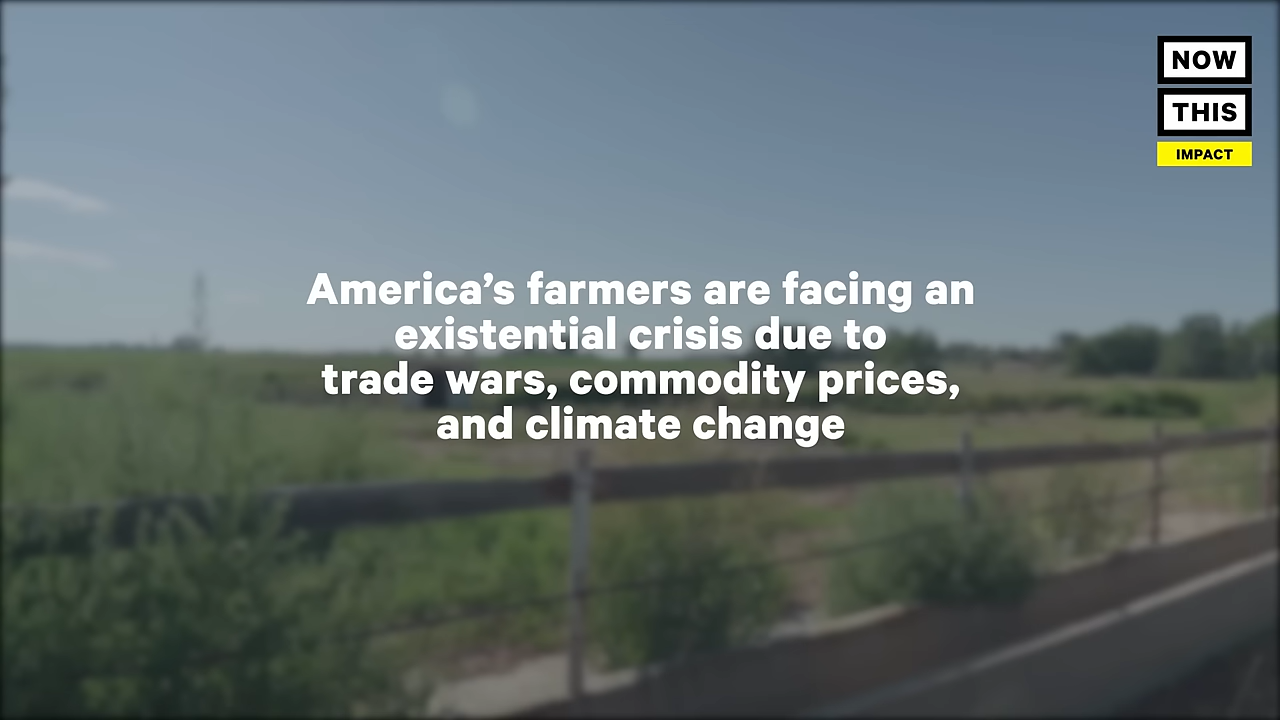 NOW
THIS
IMPACT
America's farmers are facing an
existential crisis due to
trade wars, commodity prices,
and climate change